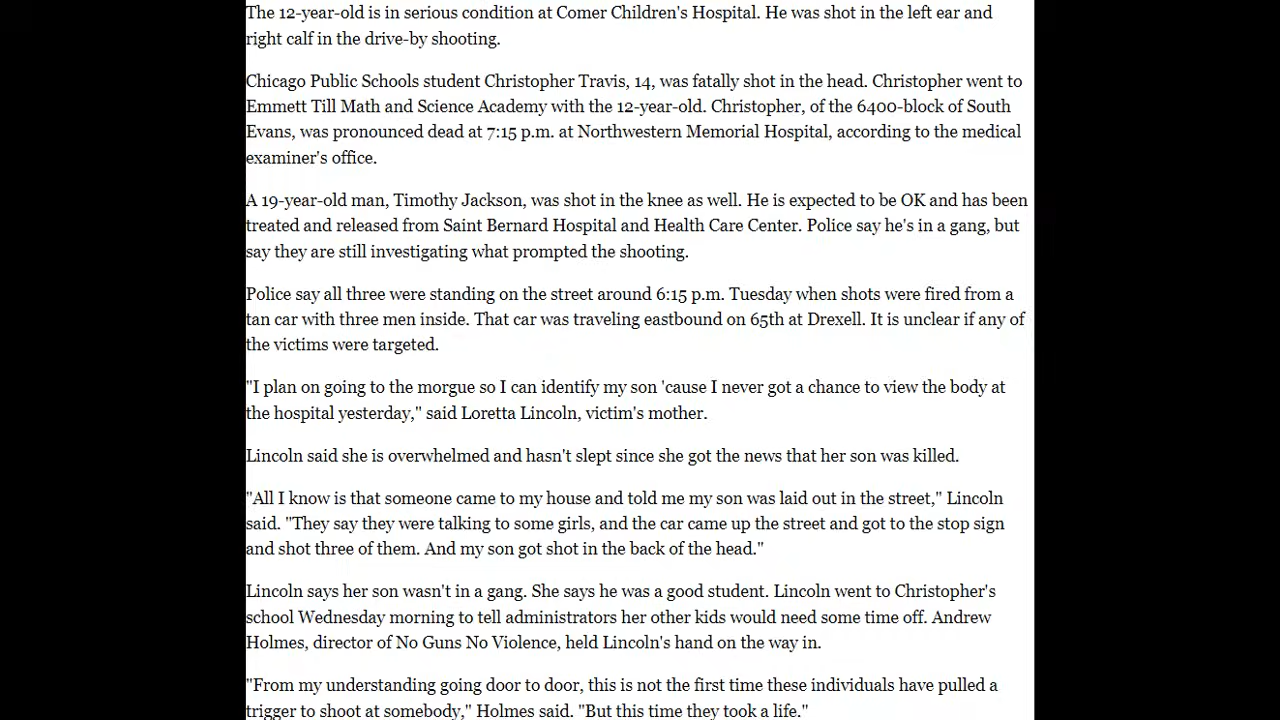 The 12-year-old is in serious condition at Comer Children's Hospital. He was shot in the left ear and
right calf in the drive-by shooting.
Chicago Public Schools student Christopher Travis, 14, was fatally shot in the head. Christopher went to
Emmett Till Math and Science Academy with the 12-year-old. Christopher, of the 6400-block of South
Evans, was pronounced dead at 7:15 p.m. at Northwestern Memorial Hospital, according to the medical
examiner's office.
A 19-year-old man, Timothy Jackson, was shot in the knee as well. He is expected to be OK and has been
treated and released from Saint Bernard Hospital and Health Care Center. Police say he's in a gang, but
say they are still investigating what prompted the shooting.
Police say all three were standing on the street around 6:15 p.m. Tuesday when shots were fired from a
tan car with three men inside. That car was traveling eastbound on 65th at Drexell. It is unclear if any of
the victims were targeted.
"I plan on going to the morgue so I can identify my son 'cause I never got a chance to view the body at
the hospital yesterday," said Loretta Lincoln, victim's mother.
Lincoln said she is overwhelmed and hasn't slept since she got the news that her son was killed.
"All I know is that someone came to my house and told me my son was laid out in the street," Lincoln
said. "They say they were talking to some girls, and the car came up the street and got to the stop sign
and shot three of them. And my son got shot in the back of the head."
Lincoln says her son wasn't in a gang. She says he was a good student. Lincoln went to Christopher's
school Wednesday morning to tell administrators her other kids would need some time off. Andrew
Holmes, director of No Guns No Violence, held Lincoln's hand on the way in.
"From my understanding going door to door, this is not the first time these individuals have pulled a
trigger to shoot at somebody," Holmes said. "But this time they took a life."